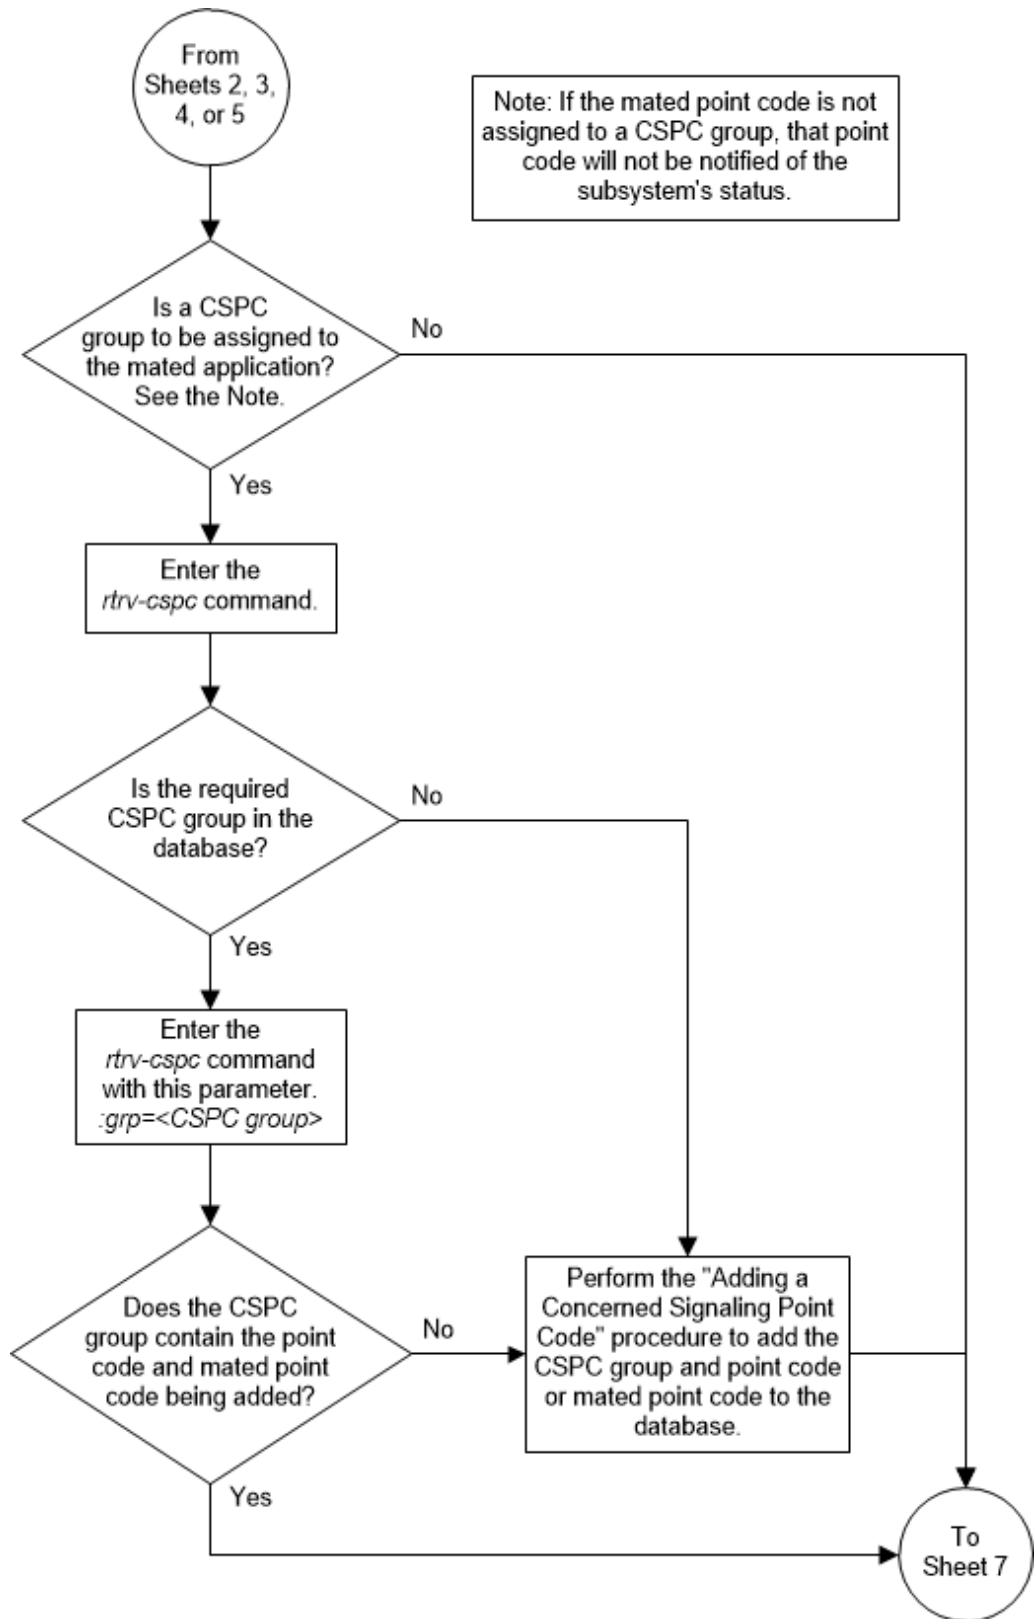 From
Sheets 2, 3,
4, or 5
Note: If the mated point code is not
assigned to a CSPC group, that point
code will not be notified of the
subsystem's status.
Is a CSPC
group to be assigned to
the mated application?
See the Note.
No
Yes
Enter the
rtrv-cspc command.
Is the required
CSPC group in the
database?
No
Yes
Enter the
rtrv-cspc command
with this parameter.
:grp=<CSPC group>
Does the CSPC
group contain the point
code and mated point
code being added?
No
Perform the "Adding a
Concerned Signaling Point
Code" procedure to add the
CSPC group and point code
or mated point code to the
database.
Yes
To
Sheet 7